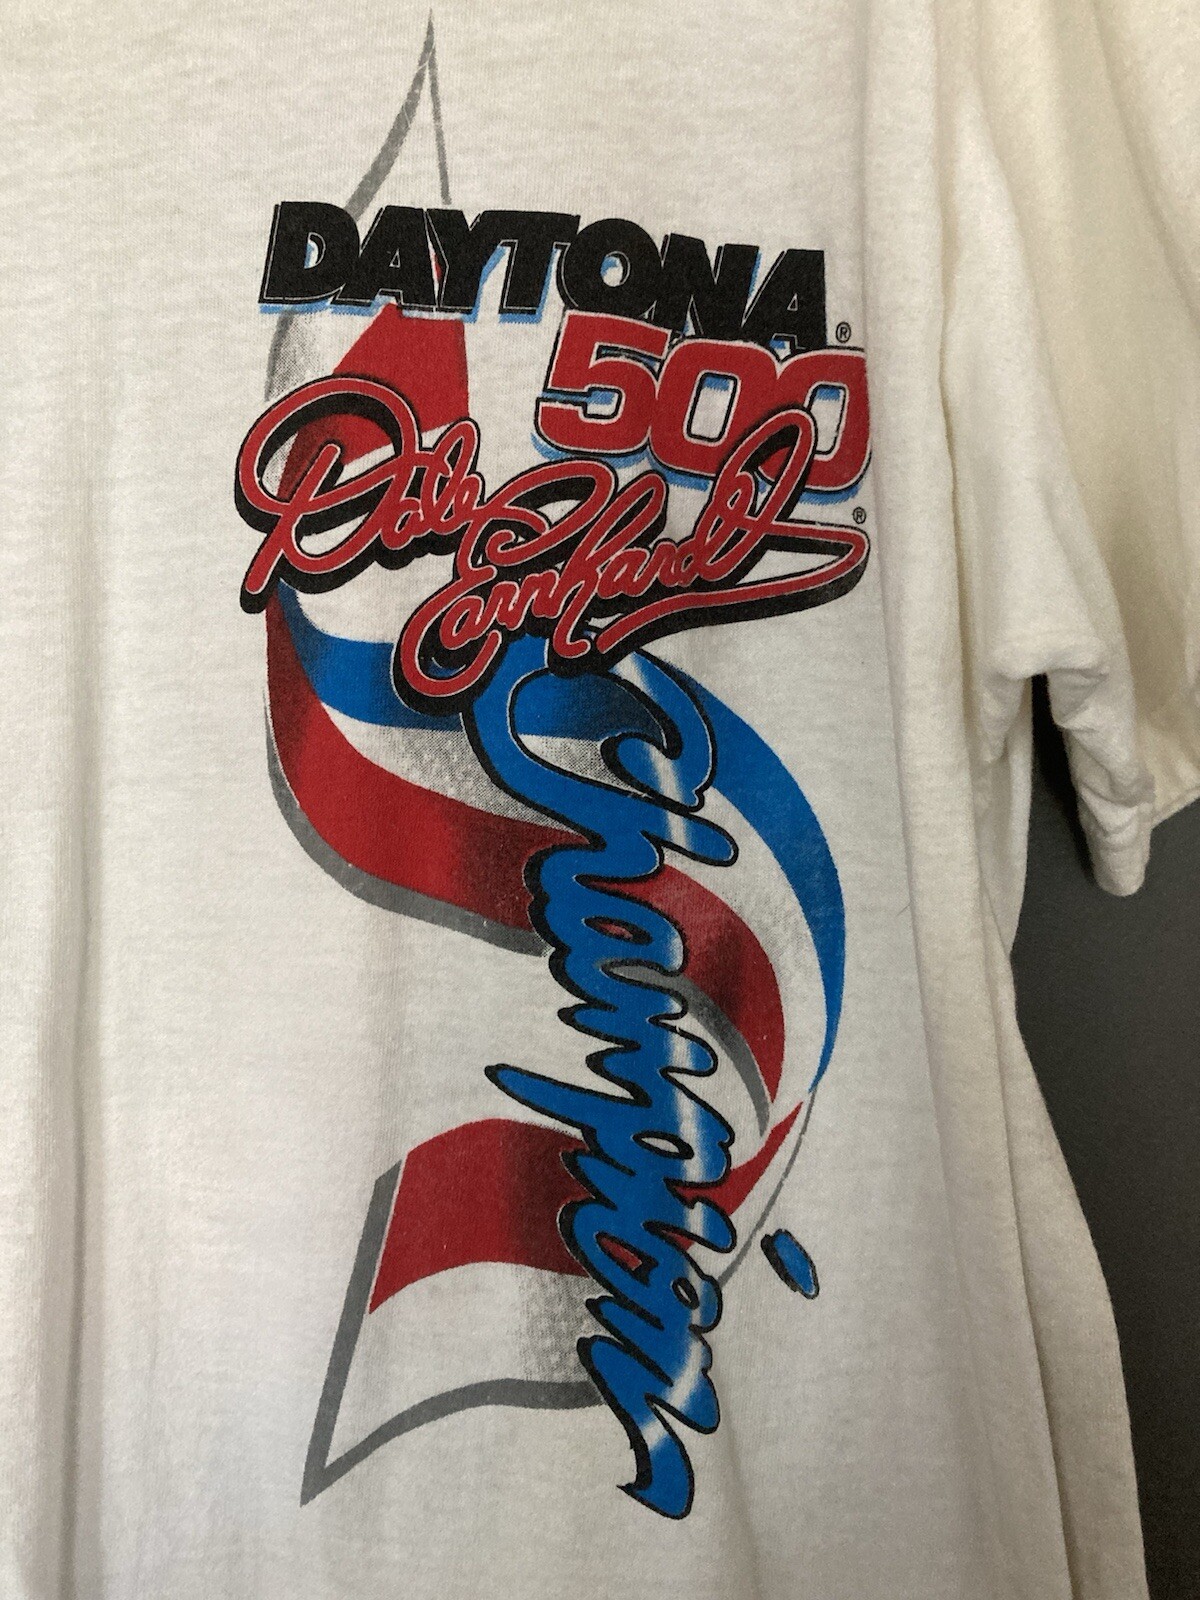 DAYTONA®
500
Dale
Earnhardt®
Champion